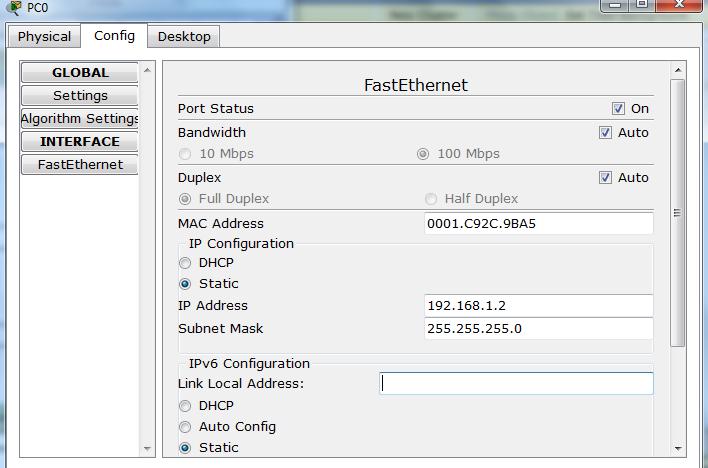 PC0
Physical Config Desktop
GLOBAL
Settings
Algorithm Settings
INTERFACE
FastEthernet
FastEthernet
Port Status On
Bandwidth Auto
10 Mbps 100 Mbps
Duplex Auto
Full Duplex Half Duplex
MAC Address 0001.C92C.9BA5
IP Configuration
DHCP
Static
IP Address 192.168.1.2
Subnet Mask 255.255.255.0
IPv6 Configuration
Link Local Address:
DHCP
Auto Config
Static